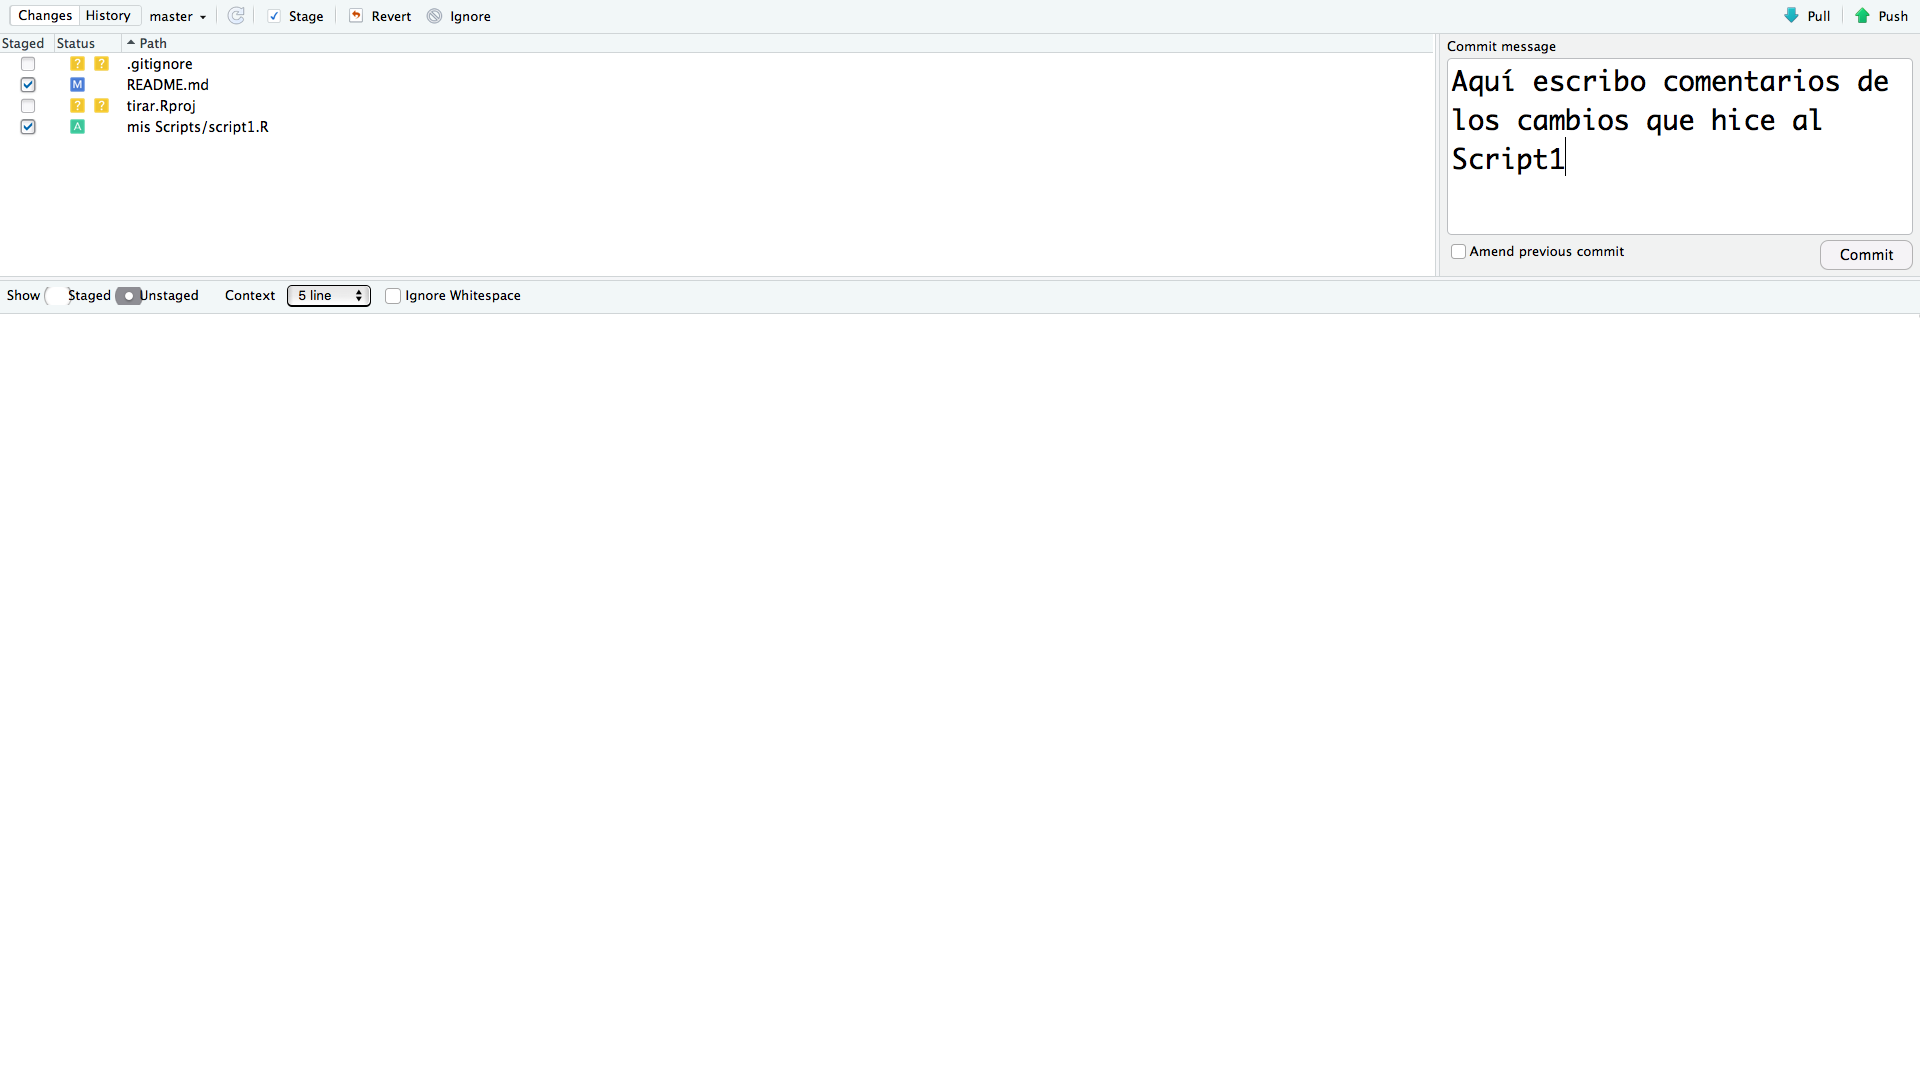 Changes History master Stage Revert Ignore Pull Push
Staged Status Path
? ? .gitignore
M README.md
? ? tirar.Rproj
A mis Scripts/script1.R
Commit message
Aquí escribo comentarios de
los cambios que hice al
Script1
Amend previous commit Commit
Show Staged Unstaged Context 5 line Ignore Whitespace